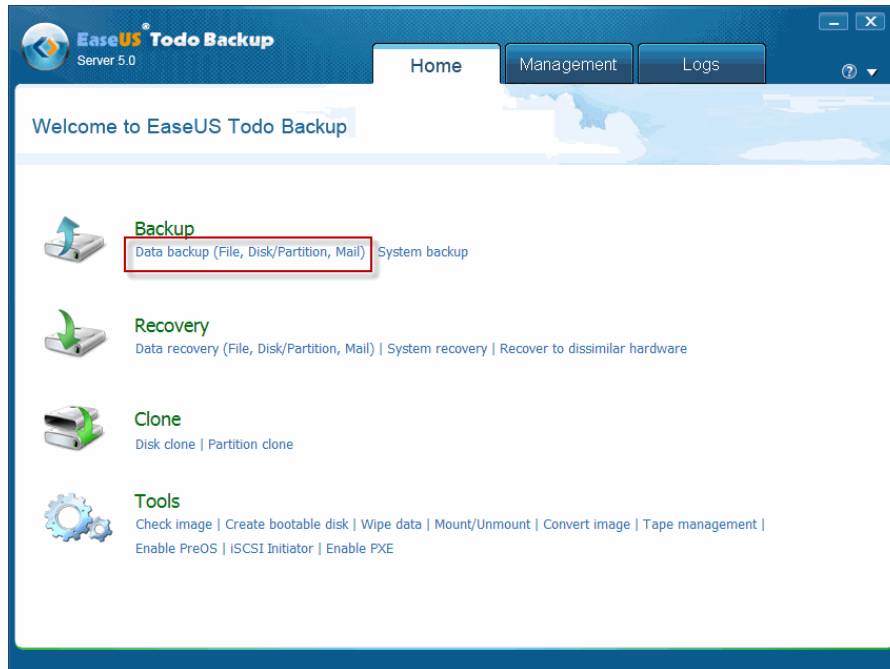 EaseUS® Todo Backup
Server 5.0
Home
Management
Logs
Welcome to EaseUS Todo Backup
Backup
Data backup (File, Disk/Partition, Mail) System backup
Recovery
Data recovery (File, Disk/Partition, Mail) | System recovery | Recover to dissimilar hardware
Clone
Disk clone | Partition clone
Tools
Check image | Create bootable disk | Wipe data | Mount/Unmount | Convert image | Tape management |
Enable PreOS | iSCSI Initiator | Enable PXE